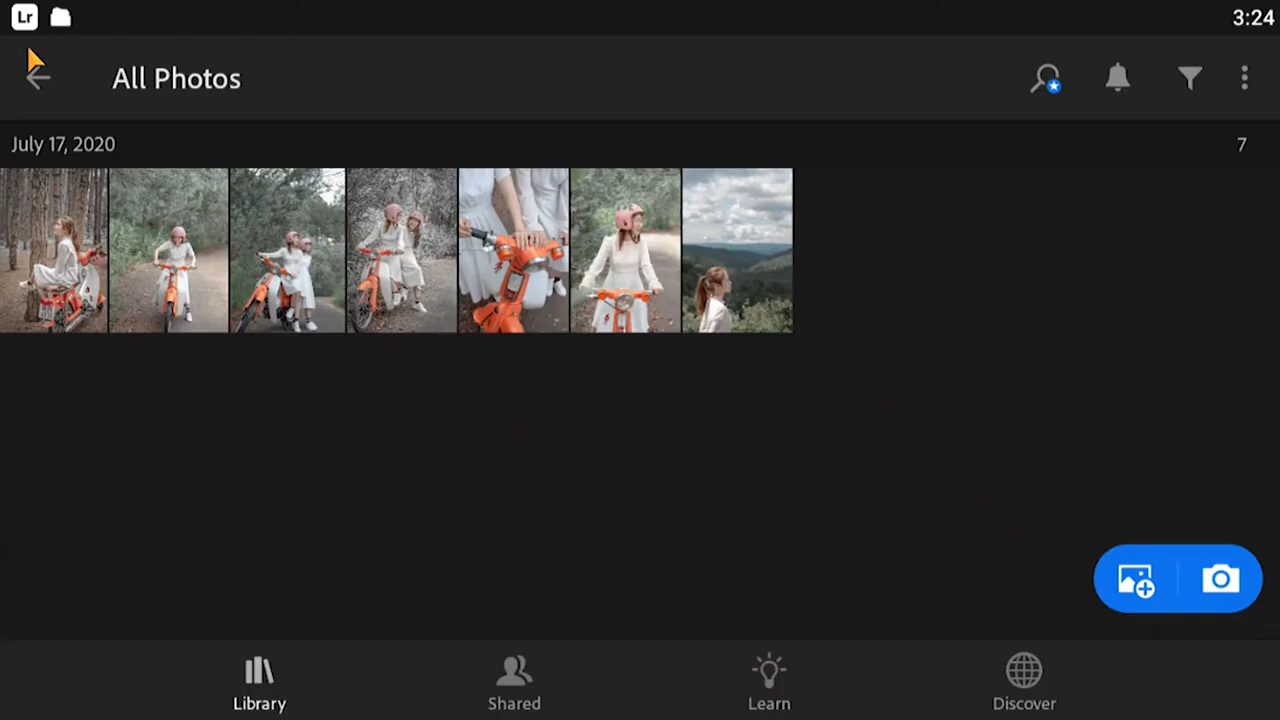 Lr
3:24
All Photos
July 17, 2020
7
Library
Shared
Learn
Discover